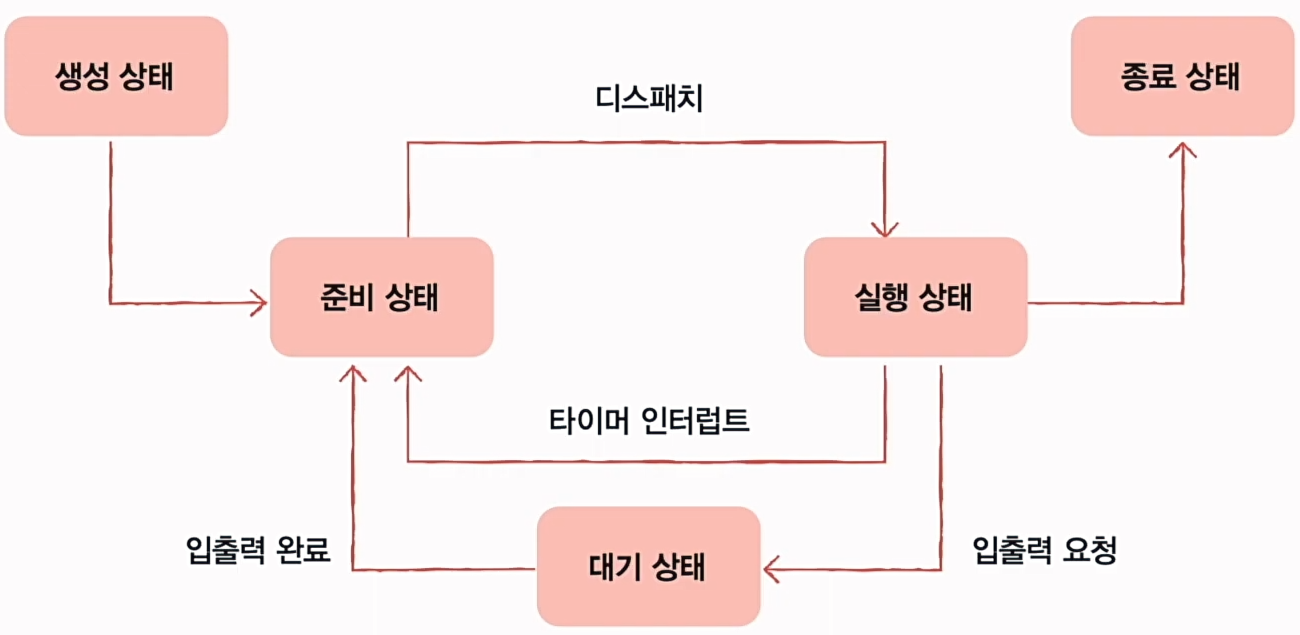 생성 상태
종료 상태
디스패치
준비 상태
실행 상태
타이머 인터럽트
입출력 완료
대기 상태
입출력 요청